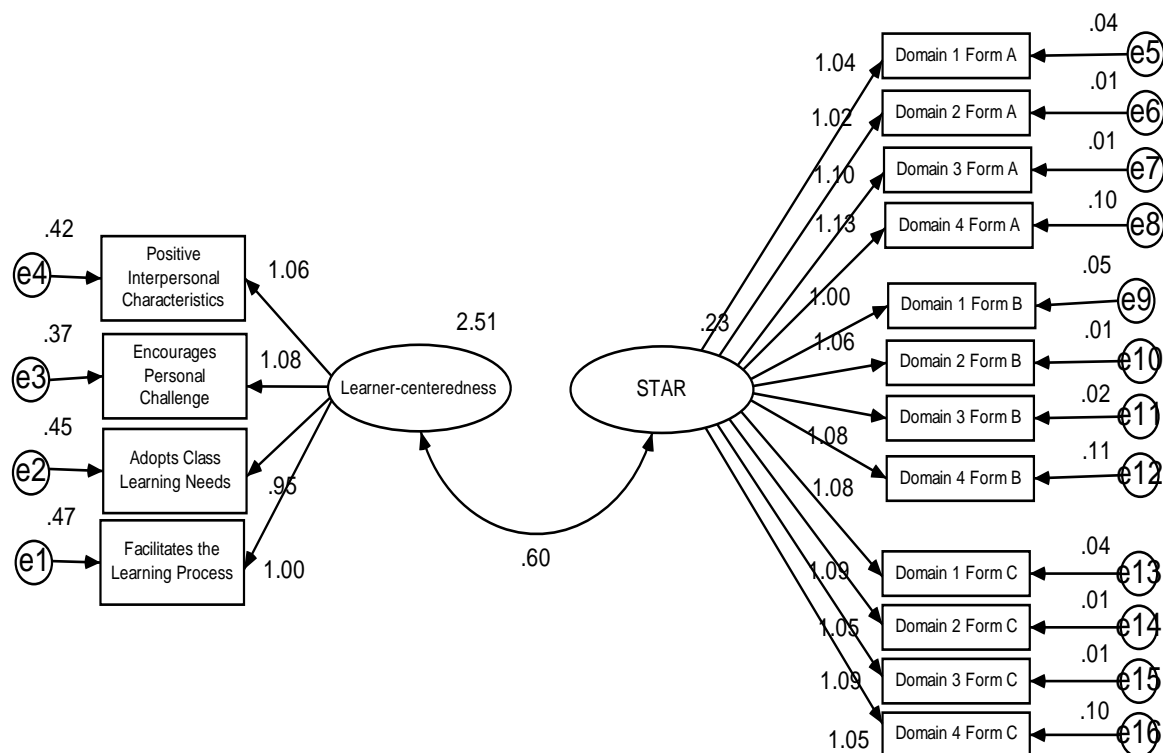 .42
e4
Positive
Interpersonal
Characteristics
1.06
.37
e3
Encourages
Personal
Challenge
1.08
.45
e2
Adopts Class
Learning Needs
.95
.47
e1
Facilitates the
Learning Process
1.00
2.51
Learner-centeredness
.60
.23
STAR
1.04
Domain 1 Form A
.04
e5
1.02
Domain 2 Form A
.01
e6
1.10
Domain 3 Form A
.01
e7
1.13
Domain 4 Form A
.10
e8
1.00
Domain 1 Form B
.05
e9
1.06
Domain 2 Form B
.01
e10
Domain 3 Form B
.02
e11
1.08
Domain 4 Form B
.11
e12
1.08
Domain 1 Form C
.04
e13
1.09
Domain 2 Form C
.01
e14
1.05
Domain 3 Form C
.01
e15
1.09
Domain 4 Form C
.10
e16
1.05